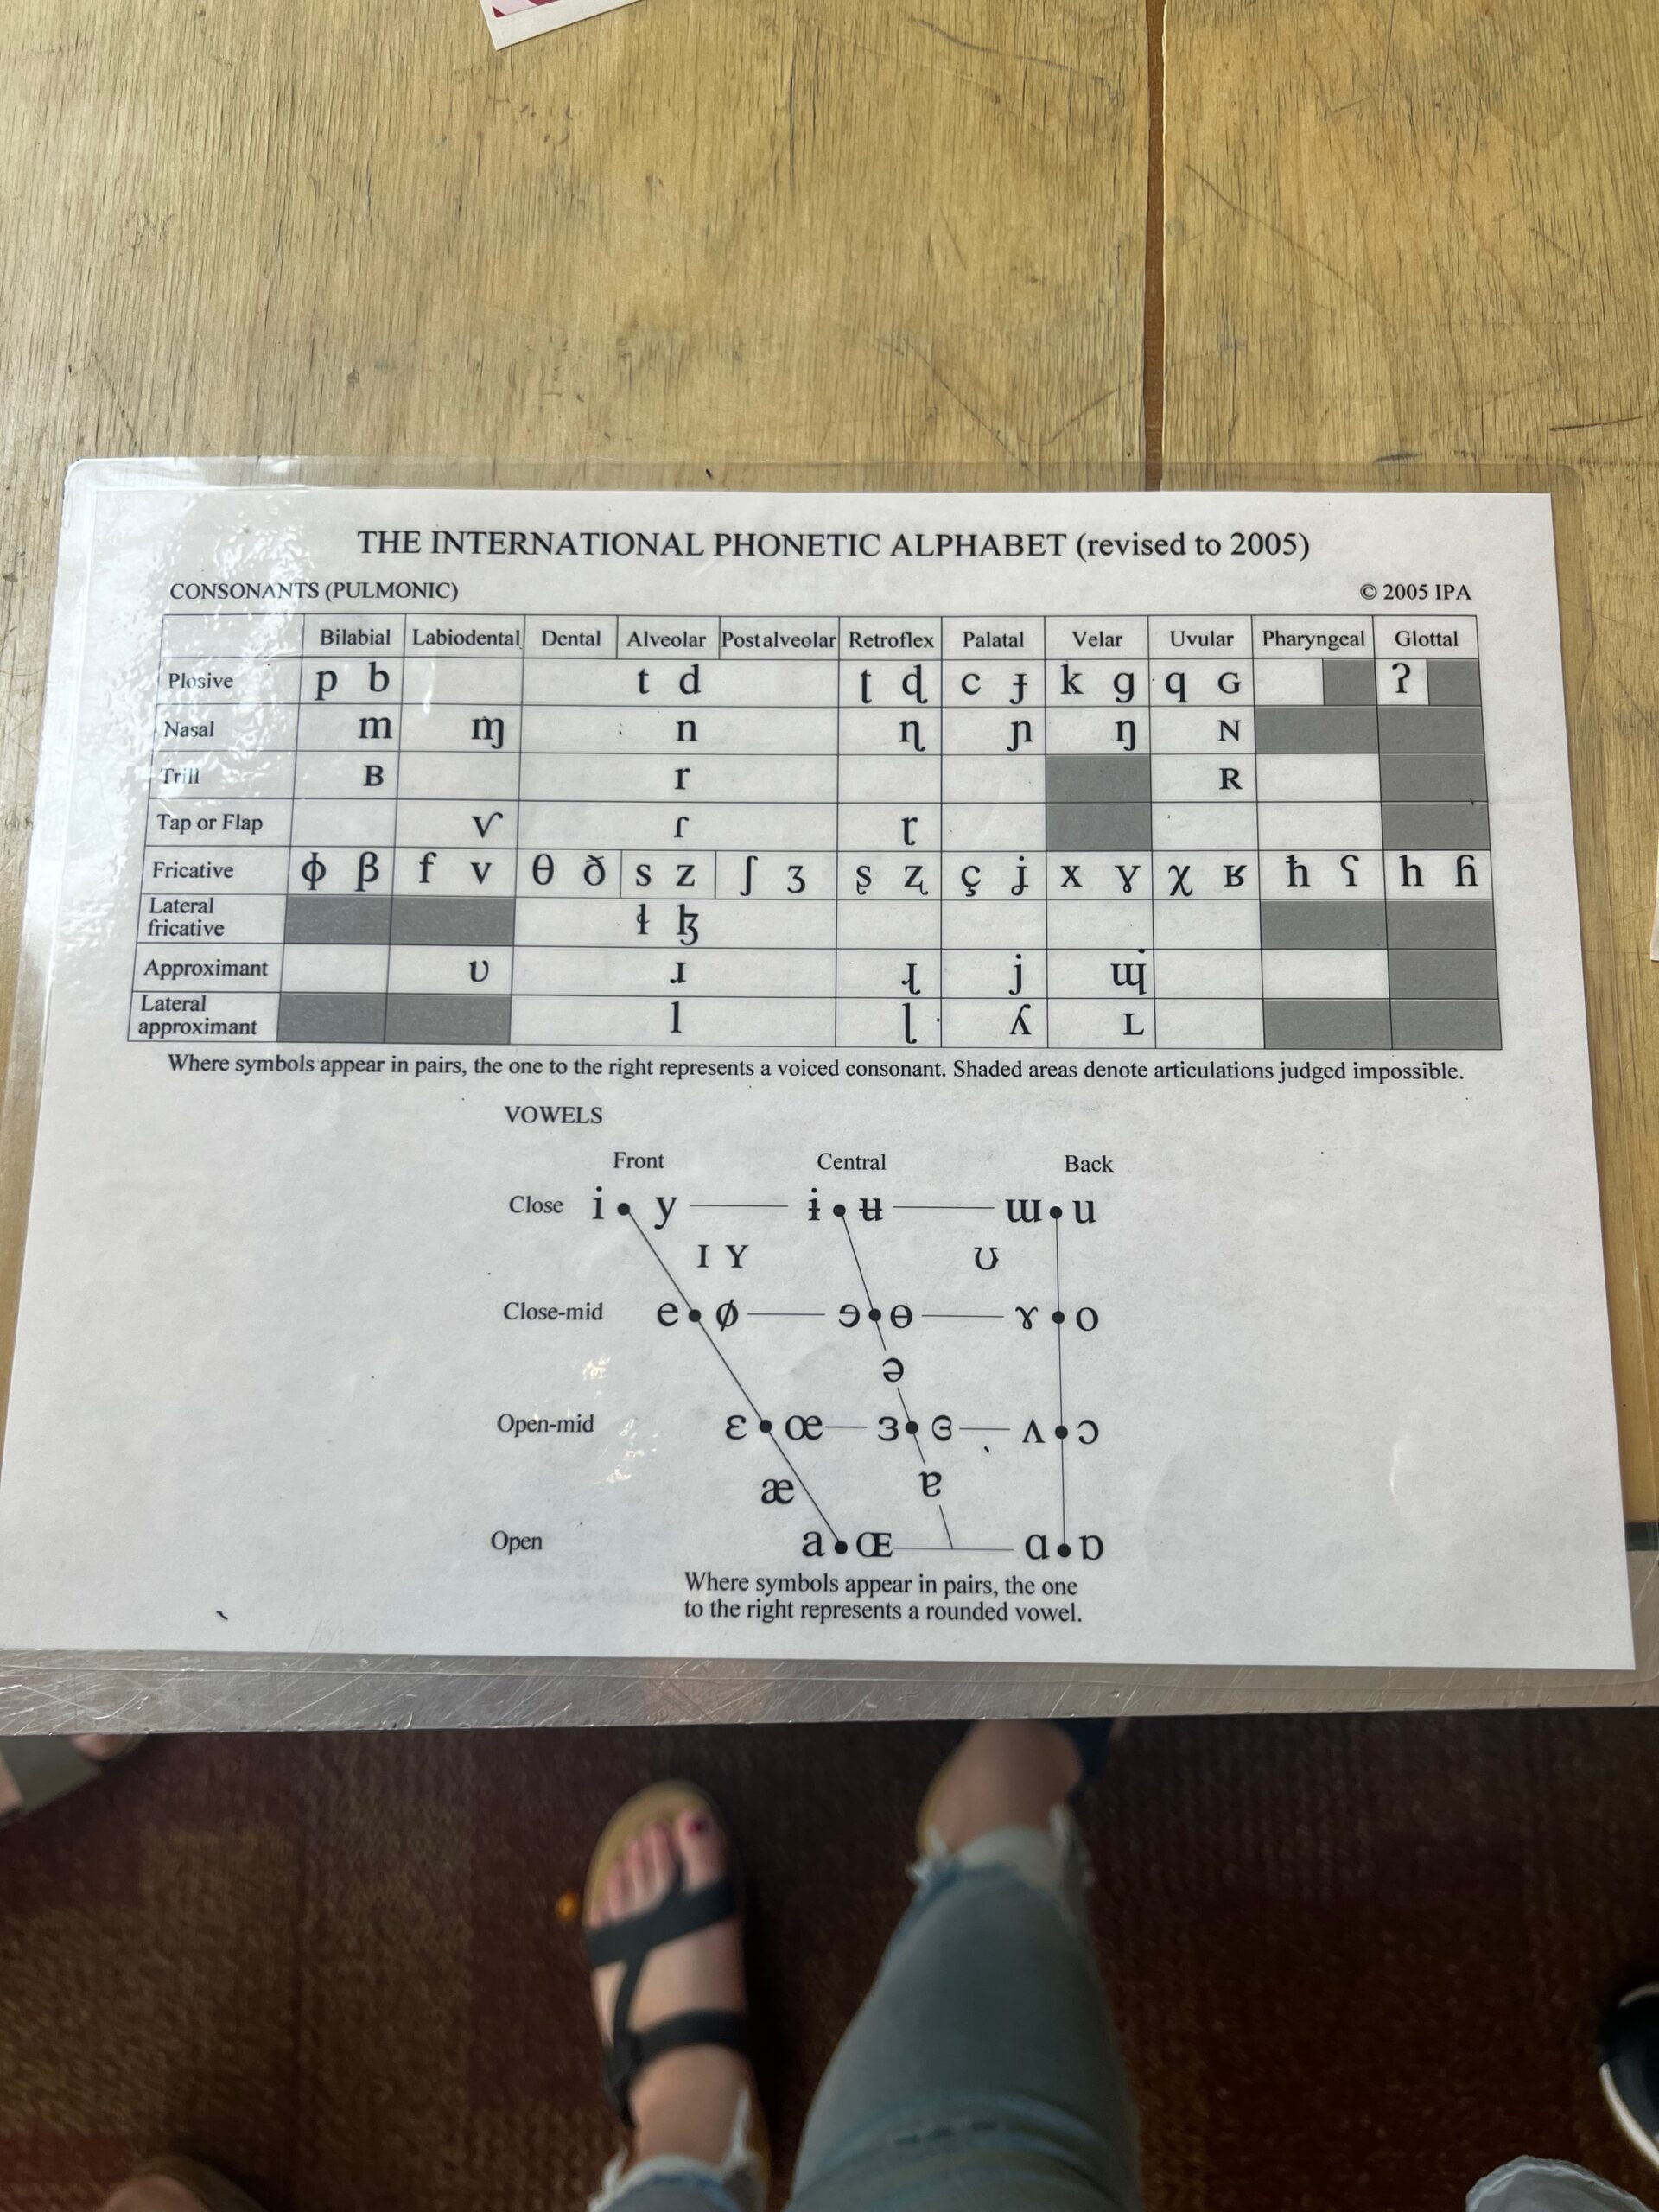 THE INTERNATIONAL PHONETIC ALPHABET (revised to 2005)
CONSONANTS (PULMONIC) © 2005 IPA
Bilabial Labiodental Dental Alveolar Postalveolar Retroflex Palatal Velar Uvular Pharyngeal Glottal
Plosive p b t d ʈ ɖ c ɟ k ɡ q ɢ ʔ
Nasal m ɱ n ɳ ɲ ŋ ɴ
Trill ʙ r ʀ
Tap or Flap ⱱ ɾ ɽ
Fricative ɸ β f v θ ð s z ʃ ʒ ʂ ʐ ç ʝ x ɣ χ ʁ ħ ʕ h ɦ
Lateral
fricative ɬ ɮ
Approximant ʋ ɹ ɻ j ɰ
Lateral
approximant l ɭ ʎ ʟ
Where symbols appear in pairs, the one to the right represents a voiced consonant. Shaded areas denote articulations judged impossible.
VOWELS
Front Central Back
Close i y ɨ ʉ ɯ u
ɪ ʏ ʊ
Close-mid e ø ɘ ɵ ɤ o
ə
Open-mid ɛ œ ɜ ɞ ʌ ɔ
æ ɐ
Open a ɶ ɑ ɒ
Where symbols appear in pairs, the one
to the right represents a rounded vowel.